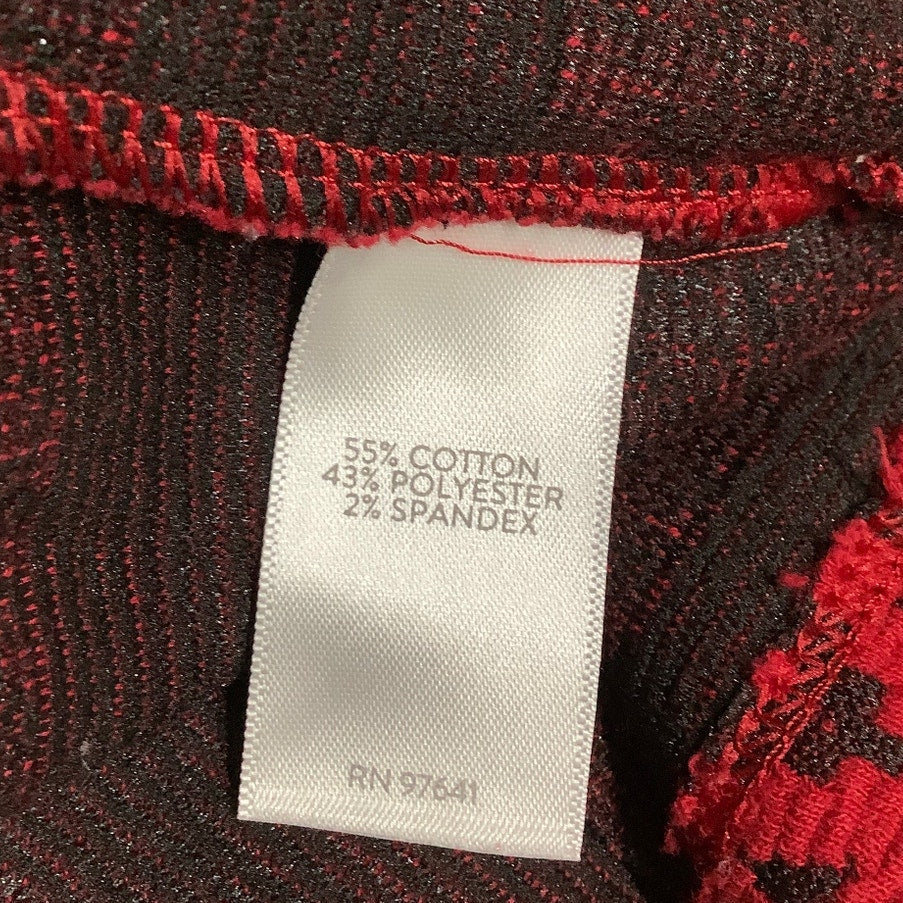 55% COTTON
43% POLYESTER
2% SPANDEX
RN 97641